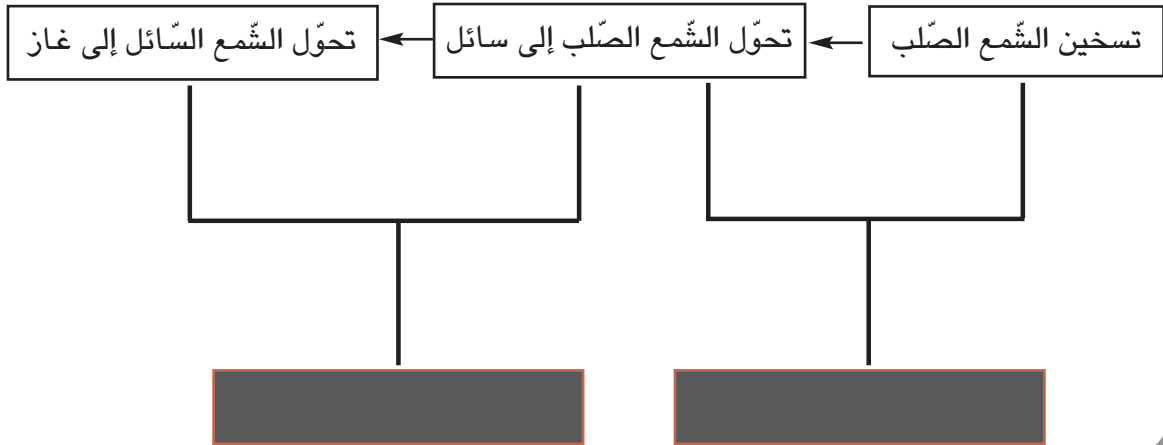 تسخين الشّمع الصّلب
تحوّل الشّمع الصّلب إلى سائل
تحوّل الشّمع السّائل إلى غاز